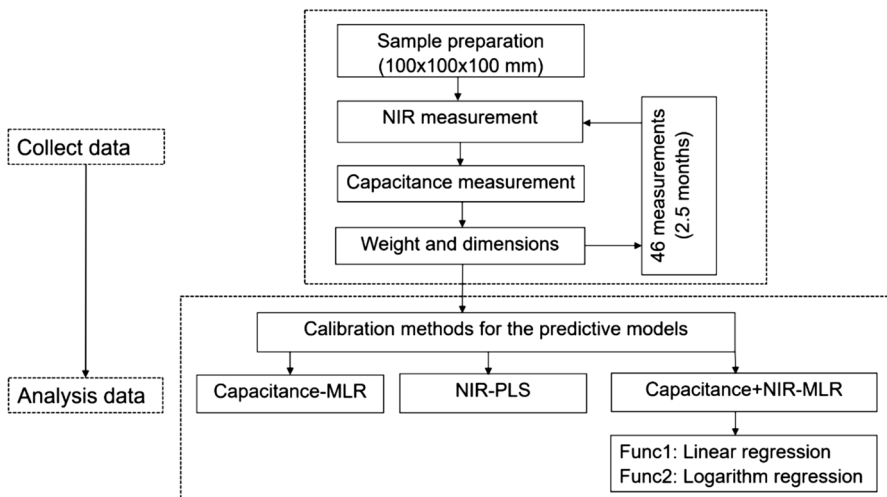 Sample preparation
(100x100x100 mm)
NIR measurement
Collect data
Capacitance measurement
46 measurements
(2.5 months)
Weight and dimensions
Calibration methods for the predictive models
Analysis data
Capacitance-MLR
NIR-PLS
Capacitance+NIR-MLR
Func1: Linear regression
Func2: Logarithm regression